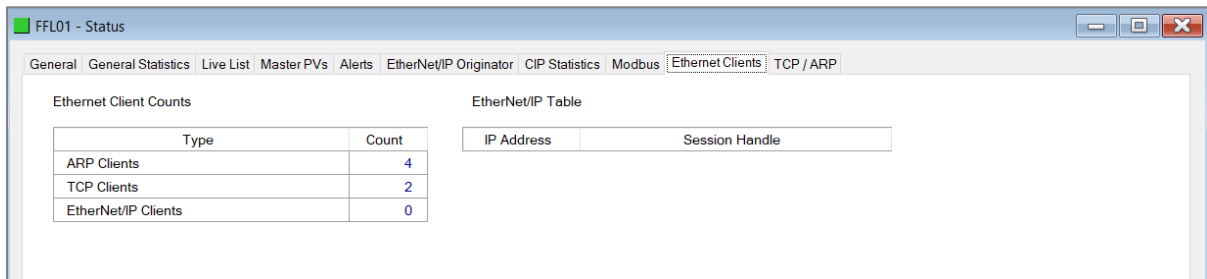 FFL01 - Status
General General Statistics Live List Master PVs Alerts EtherNet/IP Originator CIP Statistics Modbus Ethernet Clients TCP / ARP
Ethernet Client Counts EtherNet/IP Table
Type Count IP Address Session Handle
ARP Clients 4
TCP Clients 2
EtherNet/IP Clients 0